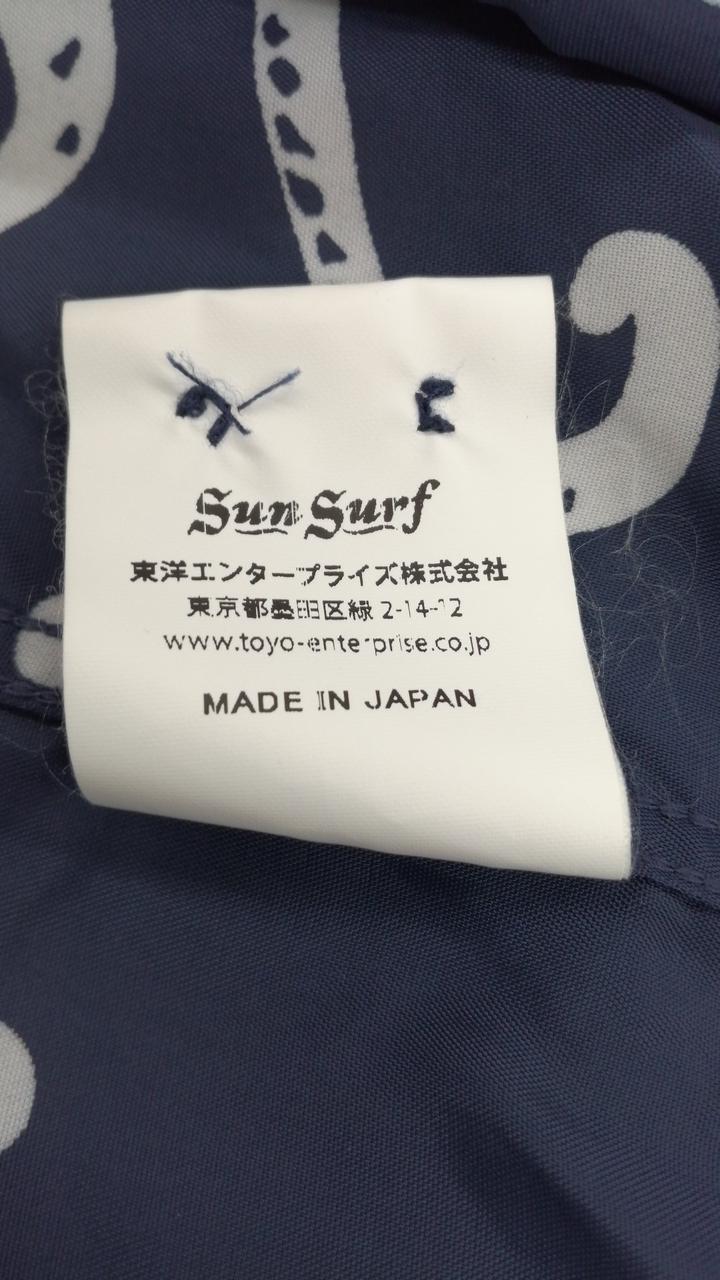 Sun Surf
東洋エンタープライズ株式会社
東京都墨田区緑 2-14-12
www.toyo-enterprise.co.jp
MADE IN JAPAN